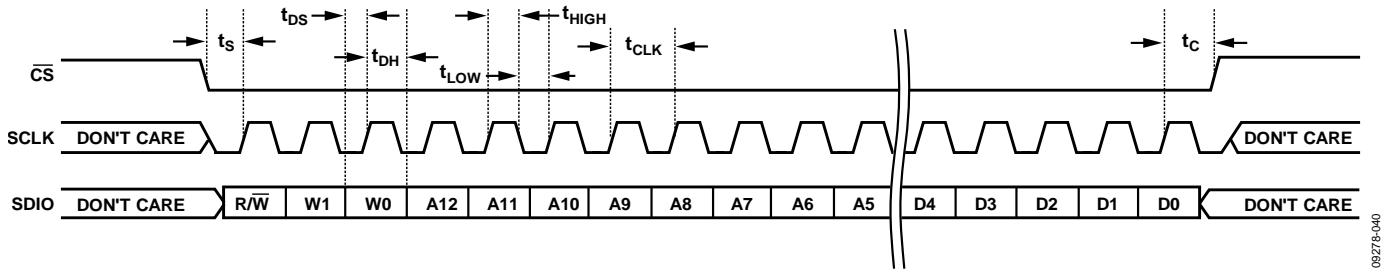 tDS
tHIGH
tS
tCLK
tC
tDH
tLOW
C̅S̅
SCLK DON'T CARE DON'T CARE
SDIO DON'T CARE R/W̅ W1 W0 A12 A11 A10 A9 A8 A7 A6 A5 D4 D3 D2 D1 D0 DON'T CARE
09278-040